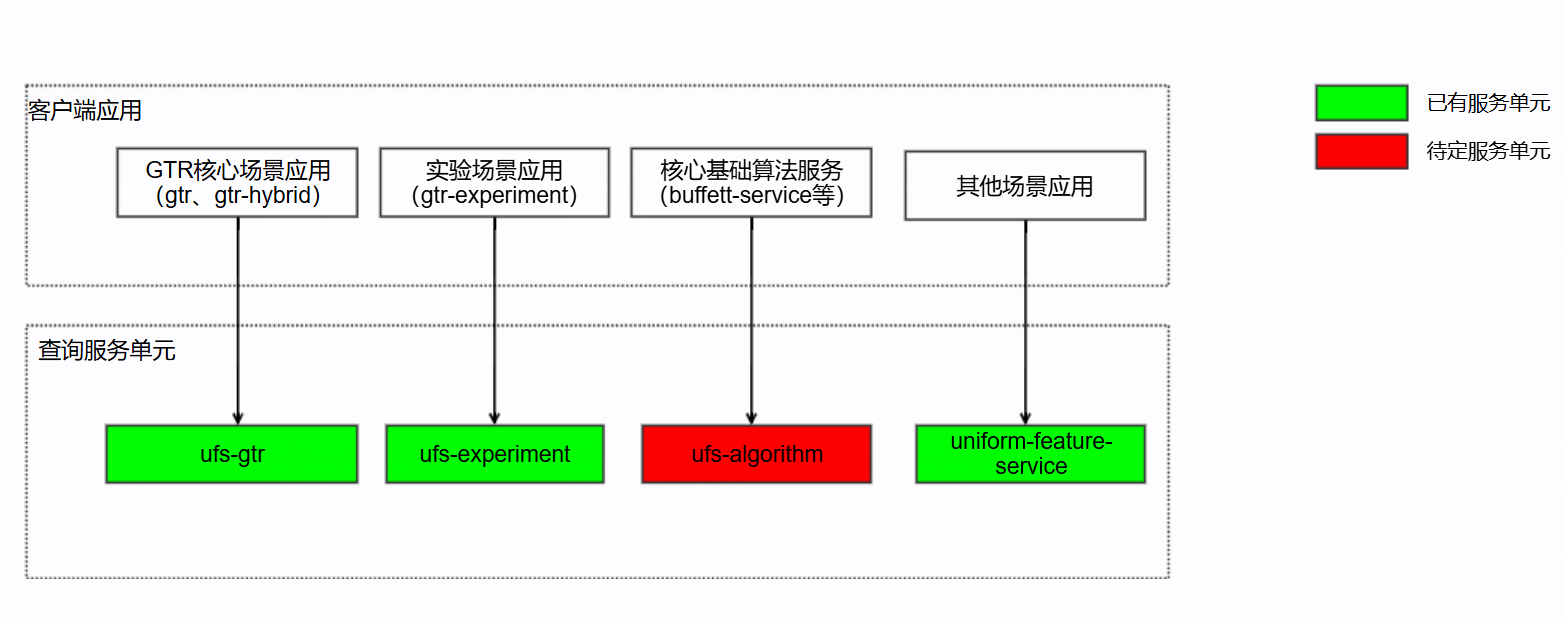 客户端应用
GTR核心场景应用
（gtr、gtr-hybrid）
实验场景应用
（gtr-experiment）
核心基础算法服务
（buffett-service等）
其他场景应用
已有服务单元
待定服务单元
查询服务单元
ufs-gtr
ufs-experiment
ufs-algorithm
uniform-feature-
service